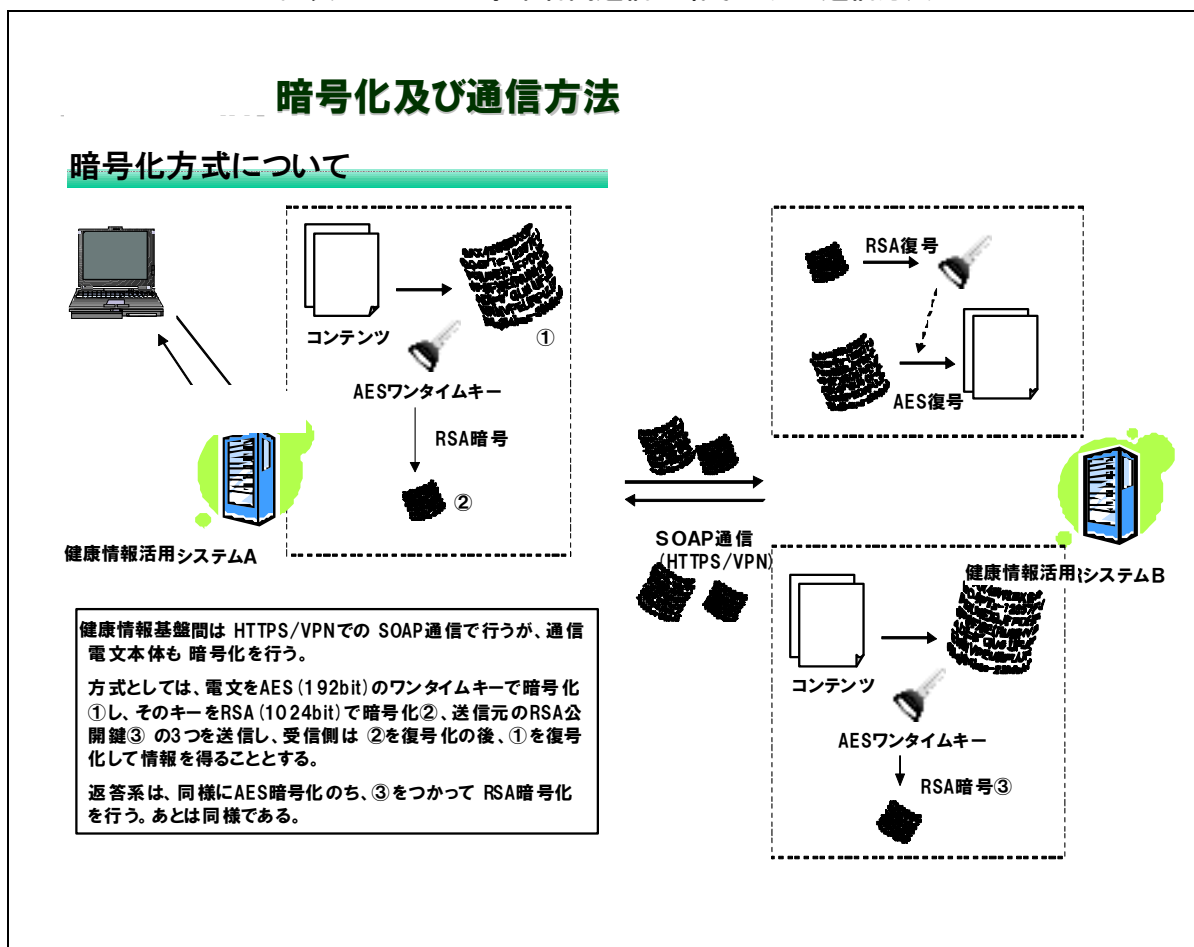 暗号化及び通信方法
暗号化方式について
コンテンツ
①
AESワンタイムキー
RSA暗号
②
健康情報活用システムA
RSA復号
AES復号
SOAP通信
(HTTPS/VPN)
健康情報活用
システムB
コンテンツ
AESワンタイムキー
RSA暗号③
健康情報基盤間は HTTPS/VPNでの SOAP通信で行うが、通信
電文本体も 暗号化を行う。
方式としては、電文をAES(192bit)のワンタイムキーで暗号化
①し、そのキーをRSA(1024bit)で暗号化②、送信元のRSA公
開鍵③ の3つを送信し、受信側は ②を復号化の後、①を復号
化して情報を得ることとする。
返答系は、同様にAES暗号化のち、③をつかって RSA暗号化
を行う。あとは同様である。